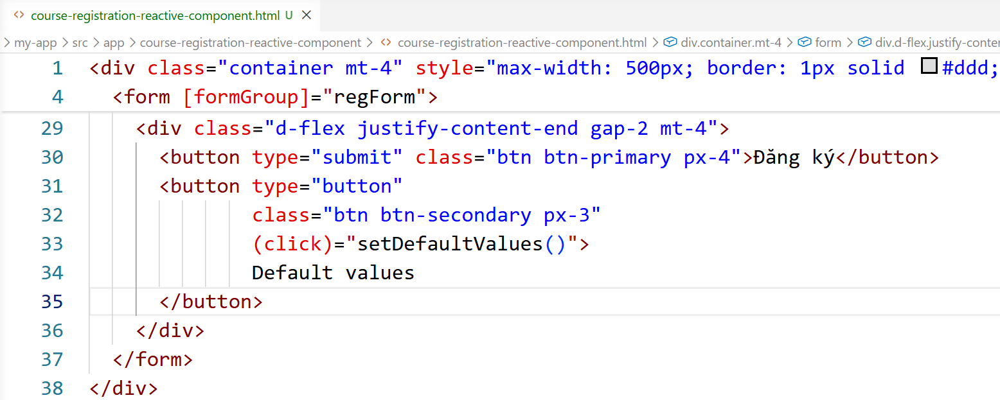 <> course-registration-reactive-component.html U ×
> my-app > src > app > course-registration-reactive-component > <> course-registration-reactive-component.html > div.container.mt-4 > form > div.d-flex.justify-conter
1 <div class="container mt-4" style="max-width: 500px; border: 1px solid #ddd;
4 <form [formGroup]="regForm">
29 <div class="d-flex justify-content-end gap-2 mt-4">
30 <button type="submit" class="btn btn-primary px-4">Đăng ký</button>
31 <button type="button"
32 class="btn btn-secondary px-3"
33 (click)="setDefaultValues()">
34 Default values
35 </button>
36 </div>
37 </form>
38 </div>